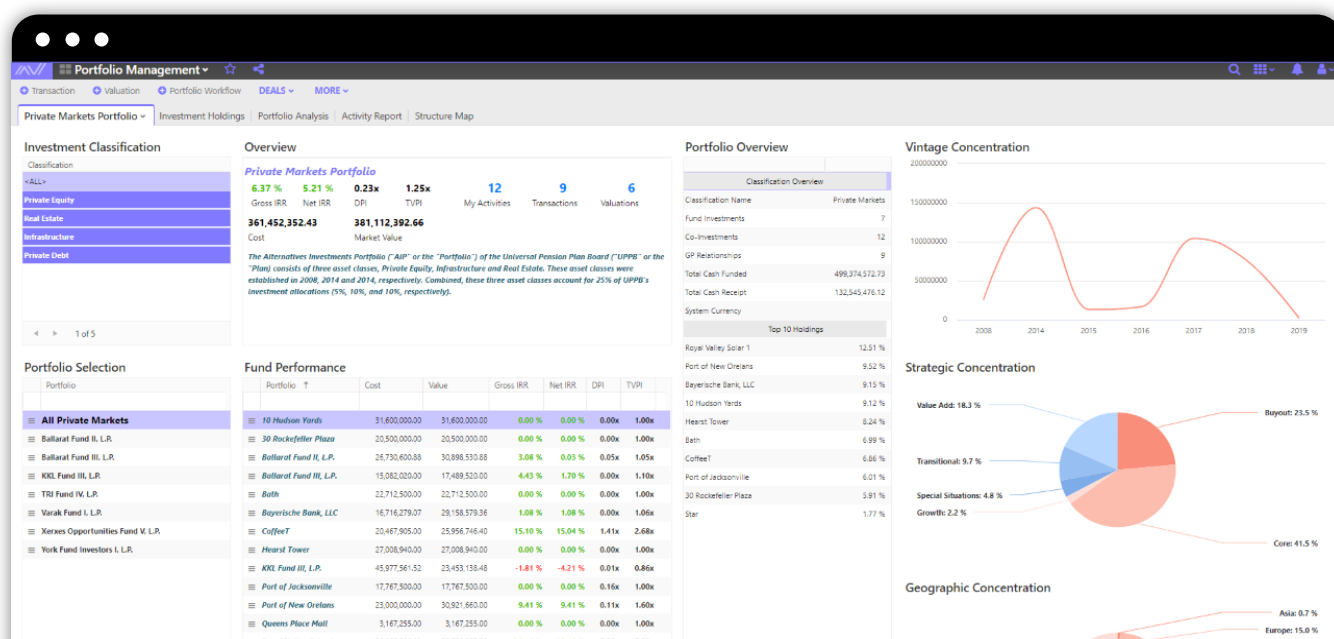 Portfolio Management
Transaction Valuation Portfolio Workflow DEALS MORE
Private Markets Portfolio Investment Holdings Portfolio Analysis Activity Report Structure Map
Investment Classification
Classification
<ALL>
Private Equity
Real Estate
Infrastructure
Private Debt
1 of 5
Overview
Private Markets Portfolio
6.37 % 5.21 % 0.23x 1.25x 12 9 6
Gross IRR Net IRR DPI TVPI My Activities Transactions Valuations
361,452,352.43 381,112,392.66
Cost Market Value
The Alternatives Investments Portfolio ("AIP" or the "Portfolio") of the Universal Pension Plan Board ("UPPB" or the
"Plan) consists of three asset classes, Private Equity, Infrastructure and Real Estate. These asset classes were
established in 2008, 2014 and 2014, respectively. Combined, these three asset classes account for 25% of UPPB's
investment allocations (5%, 10%, and 10%, respectively).
Portfolio Selection
Portfolio
All Private Markets
Ballarat Fund II, L.P.
Ballarat Fund III, L.P.
KKL Fund III, L.P.
TRI Fund IV, L.P.
Varak Fund I, L.P.
Xerxes Opportunities Fund V, L.P.
York Fund Investors I, L.P.
Fund Performance
Portfolio Cost Value Gross IRR Net IRR DPI TVPI
10 Hudson Yards 31,600,000.00 31,600,000.00 0.00 % 0.00 % 0.00x 1.00x
30 Rockefeller Plaza 20,500,000.00 20,500,000.00 0.00 % 0.00 % 0.00x 1.00x
Ballarat Fund II, L.P. 26,730,600.88 30,898,530.88 3.08 % 0.03 % 0.05x 1.05x
Ballarat Fund III, L.P. 15,082,020.00 17,489,520.00 4.43 % 1.70 % 0.00x 1.10x
Bath 22,712,500.00 22,712,500.00 0.00 % 0.00 % 0.00x 1.00x
Bayerische Bank, LLC 16,716,279.07 29,158,579.36 1.08 % 1.08 % 0.00x 1.06x
CoffeeT 20,467,905.00 25,956,746.40 15.10 % 15.04 % 1.41x 2.68x
Hearst Tower 27,008,940.00 27,008,940.00 0.00 % 0.00 % 0.00x 1.00x
KKL Fund III, L.P. 45,977,561.52 23,453,138.48 -1.81 % -4.21 % 0.01x 0.86x
Port of Jacksonville 17,767,500.00 17,767,500.00 0.00 % 0.00 % 0.16x 1.00x
Port of New Orelans 23,000,000.00 30,921,660.00 9.41 % 9.41 % 0.11x 1.60x
Queens Place Mall 3,167,255.00 3,167,255.00 0.00 % 0.00 % 0.00x 1.00x
Portfolio Overview
Classification Overview
Classification Name Private Markets
Fund Investments 7
Co-Investments 12
GP Relationships 9
Total Cash Funded 499,374,572.73
Total Cash Receipt 132,545,476.12
System Currency
Top 10 Holdings
Royal Valley Solar 1 12.51 %
Port of New Orelans 9.52 %
Bayerische Bank, LLC 9.15 %
10 Hudson Yards 9.12 %
Hearst Tower 8.24 %
Bath 6.99 %
CoffeeT 6.86 %
Port of Jacksonville 6.01 %
30 Rockefeller Plaza 5.91 %
Star 1.77 %
Vintage Concentration
200000000
150000000
100000000
50000000
0
2008 2014 2015 2016 2017 2018 2019
Strategic Concentration
Value Add: 18.3 %
Buyout: 23.5 %
Transitional: 9.7 %
Special Situations: 4.8 %
Growth: 2.2 %
Core: 41.5 %
Geographic Concentration
Asia: 0.7 %
Europe: 15.0 %